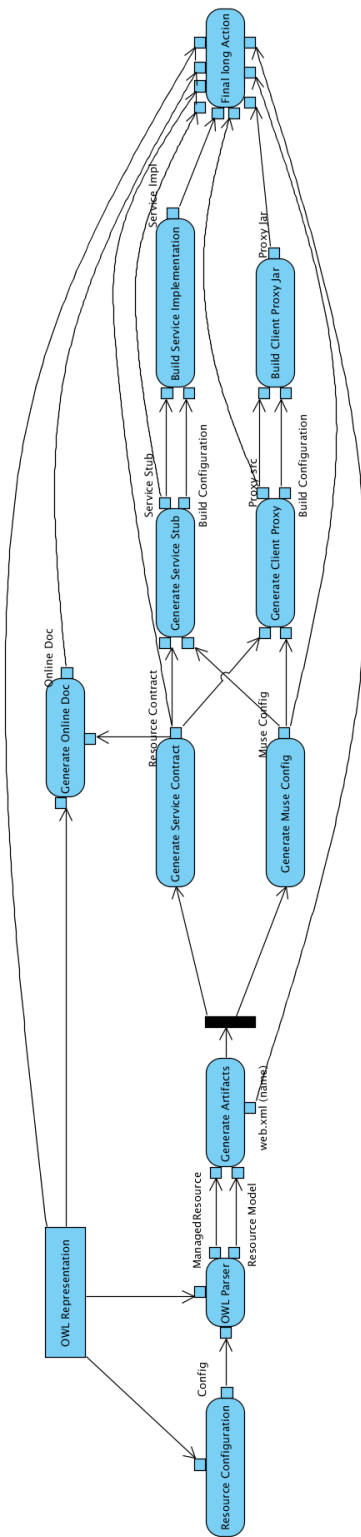 OWL Representation
Resource Configuration
Config
OWL Parser
ManagedResource
Resource Model
Generate Artifacts
web.xml (name)
Generate Online Doc
Online Doc
Generate Service Contract
Resource Contract
Generate Muse Config
Muse Config
Generate Service Stub
Service Stub
Build Configuration
Generate Client Proxy
Proxy src
Build Configuration
Build Service Implementation
Service Impl
Build Client Proxy Jar
Proxy Jar
Final long Action